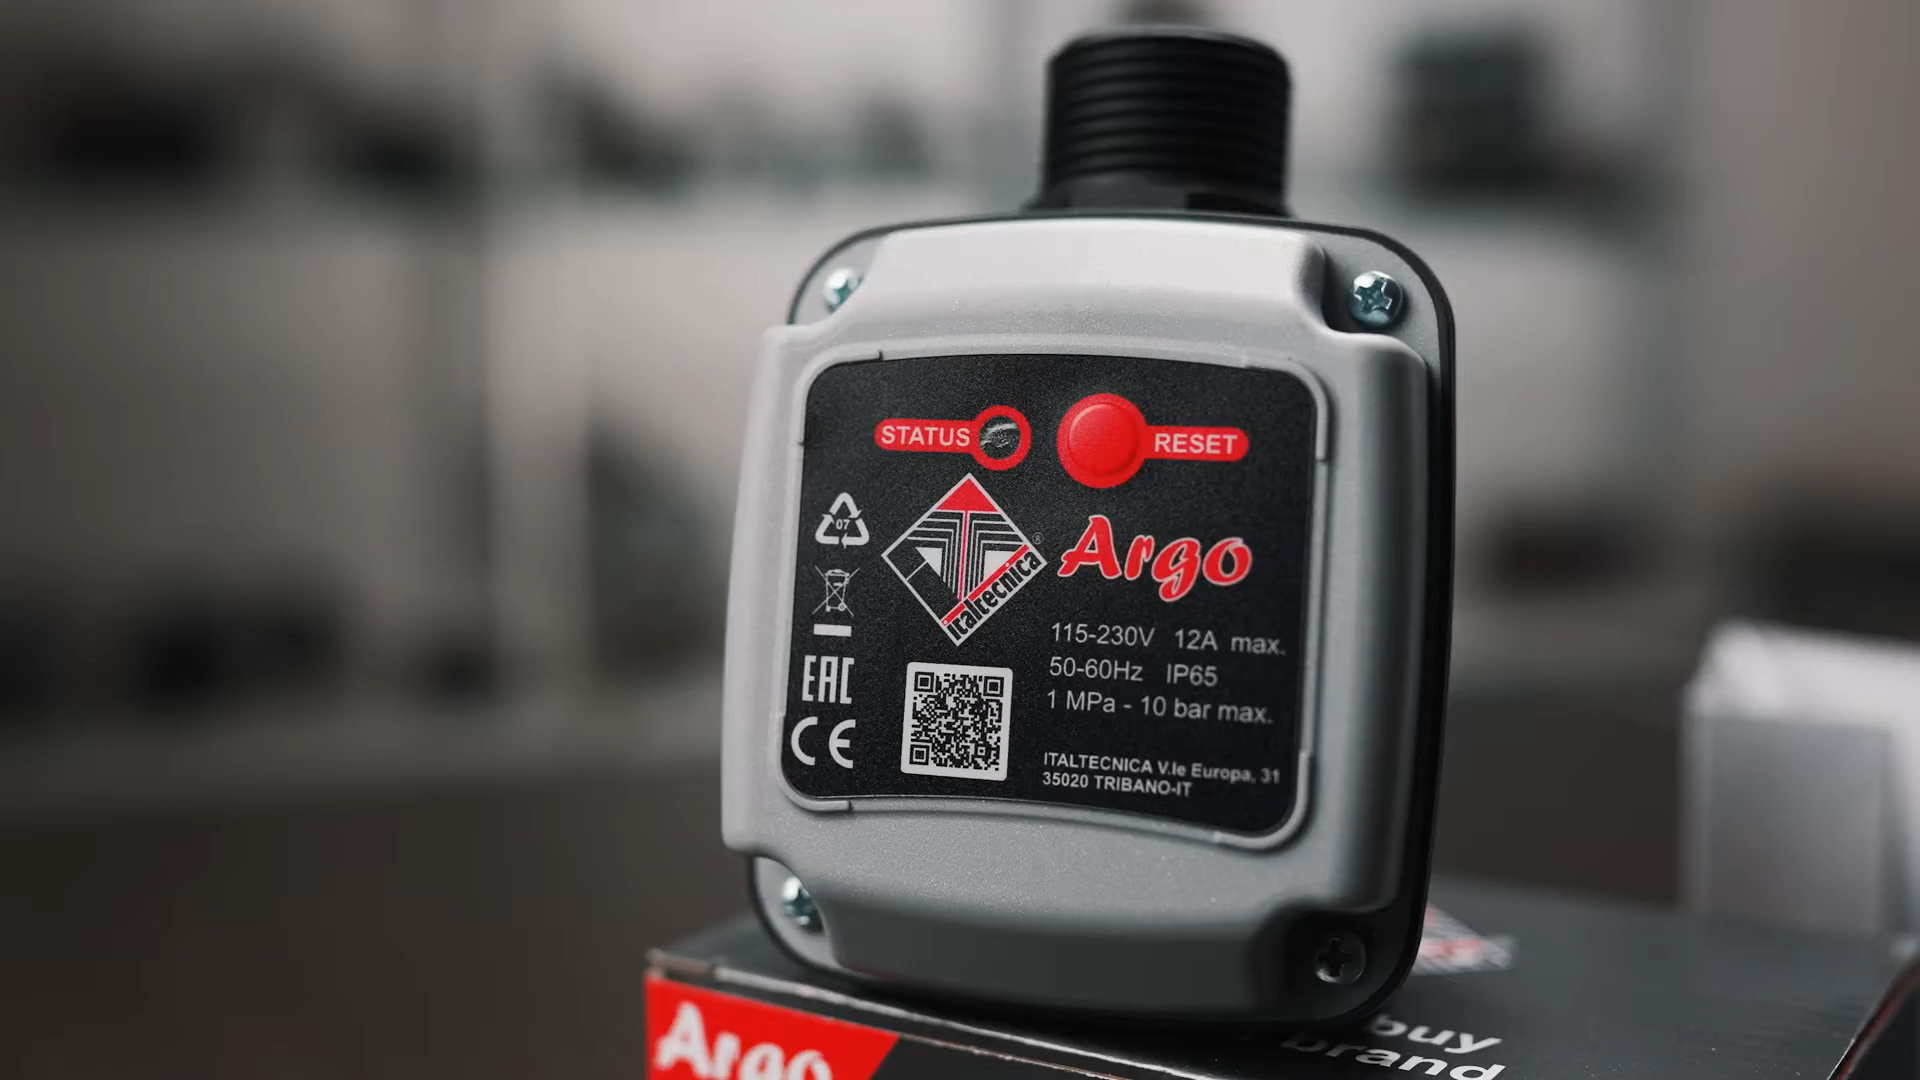 STATUS
RESET
07
italtecnica
®
Argo
115-230V 12A max.
50-60Hz IP65
1 MPa - 10 bar max.
EAC
CE
ITALTECNICA V.le Europa, 31
35020 TRIBANO-IT
Argo
buy
brand